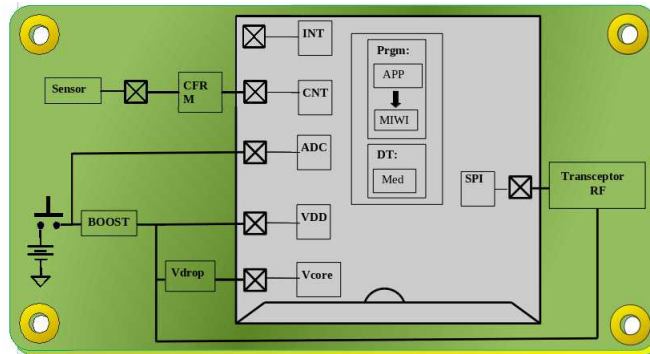 INT
Prgm:
Sensor
CFR
M
CNT
APP
MIWI
ADC
DT:
Med
SPI
Transceptor
RF
BOOST
VDD
Vdrop
Vcore